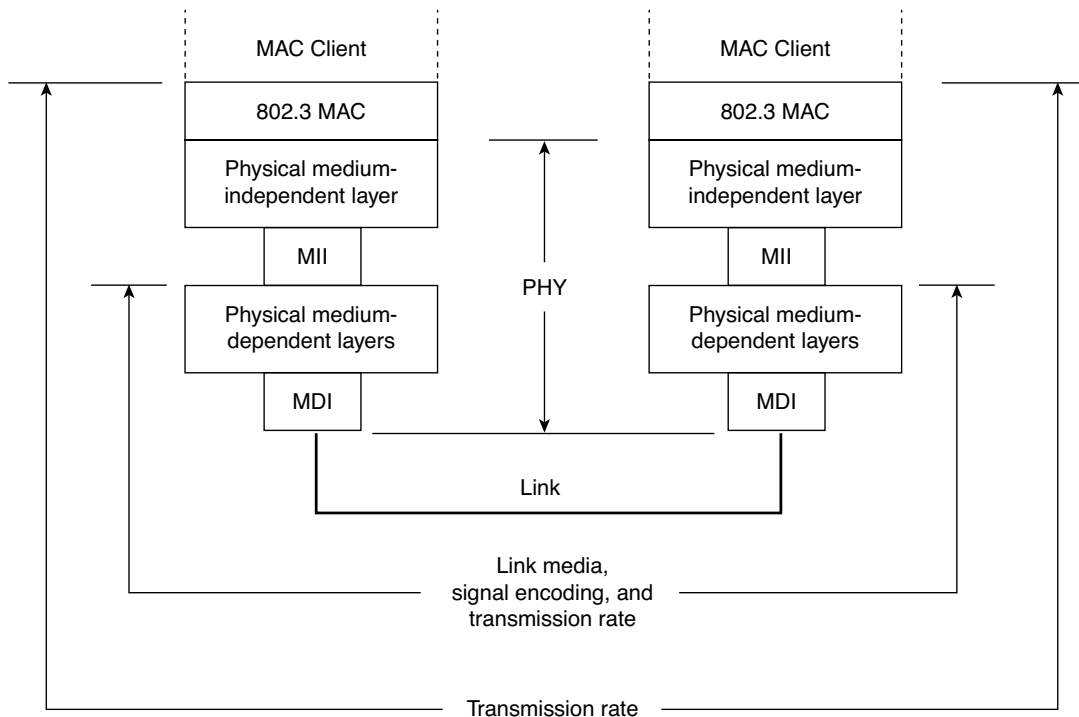 MAC Client
MAC Client
802.3 MAC
802.3 MAC
Physical medium-
independent layer
Physical medium-
independent layer
MII
PHY
MII
Physical medium-
dependent layers
Physical medium-
dependent layers
MDI
MDI
Link
Link media,
signal encoding, and
transmission rate
Transmission rate